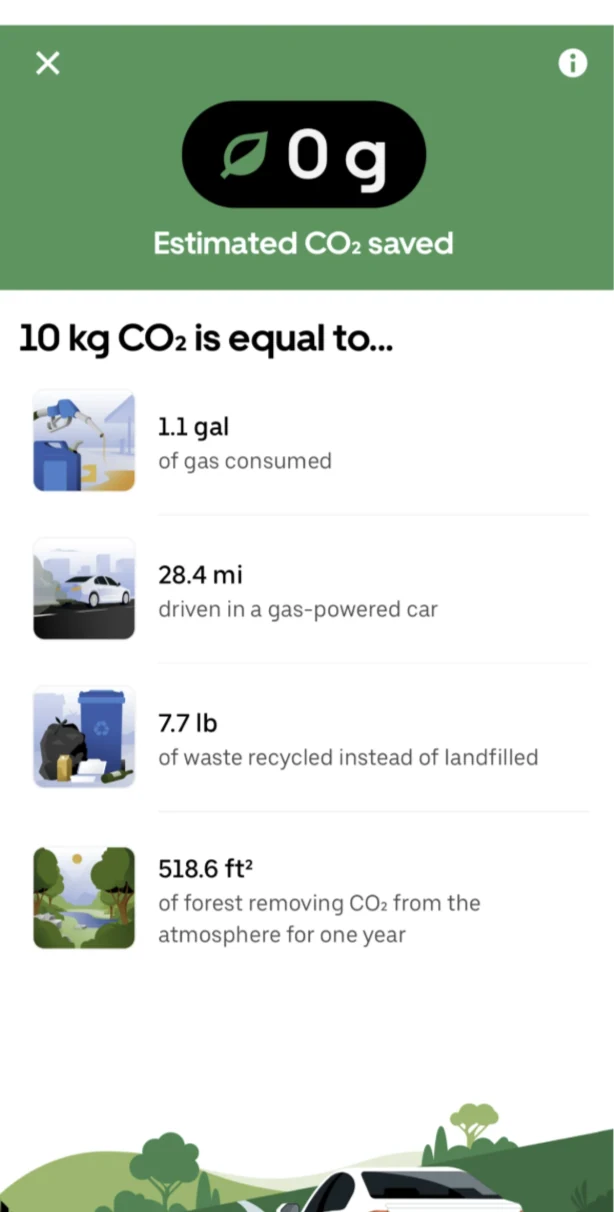 0 g
Estimated CO₂ saved
10 kg CO₂ is equal to...
1.1 gal
of gas consumed
28.4 mi
driven in a gas-powered car
7.7 lb
of waste recycled instead of landfilled
518.6 ft²
of forest removing CO₂ from the
atmosphere for one year